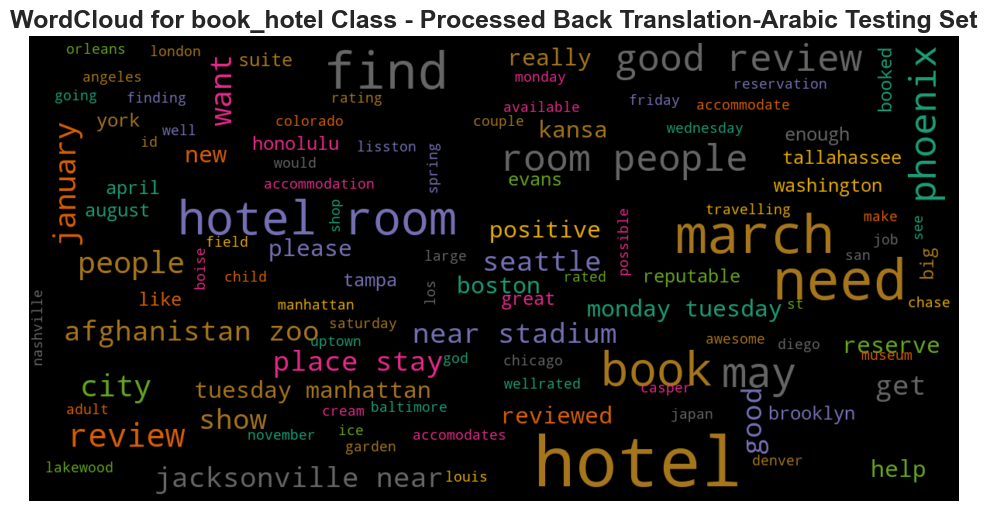 WordCloud for book_hotel Class - Processed Back Translation-Arabic Testing Set
orleans
london
suite
find
really
good review
phoenix
booked
angeles
want
monday
reservation
going
finding
rating
available
friday
accommodate
york
well
colorado
couple
kansa
wednesday
enough
january
id
new
honolulu
lisston
spring
would
room people
tallahassee
april
accommodation
evans
washington
august
hotel room
shop
positive
possible
travelling
march
make
see
field
please
people
boise
child
large
seattle
rated
reputable
need
job
san
big
tampa
boston
like
manhattan
los
great
monday tuesday
st
chase
nashville
afghanistan zoo
saturday
uptown
near stadium
awesome
diego
reserve
museum
place stay
god
chicago
book
may
city
tuesday manhattan
wellrated
casper
get
adult
show
cream
baltimore
reviewed
japan
good
brooklyn
review
november
ice
garden
accomodates
hotel
denver
help
lakewood
jacksonville near
louis